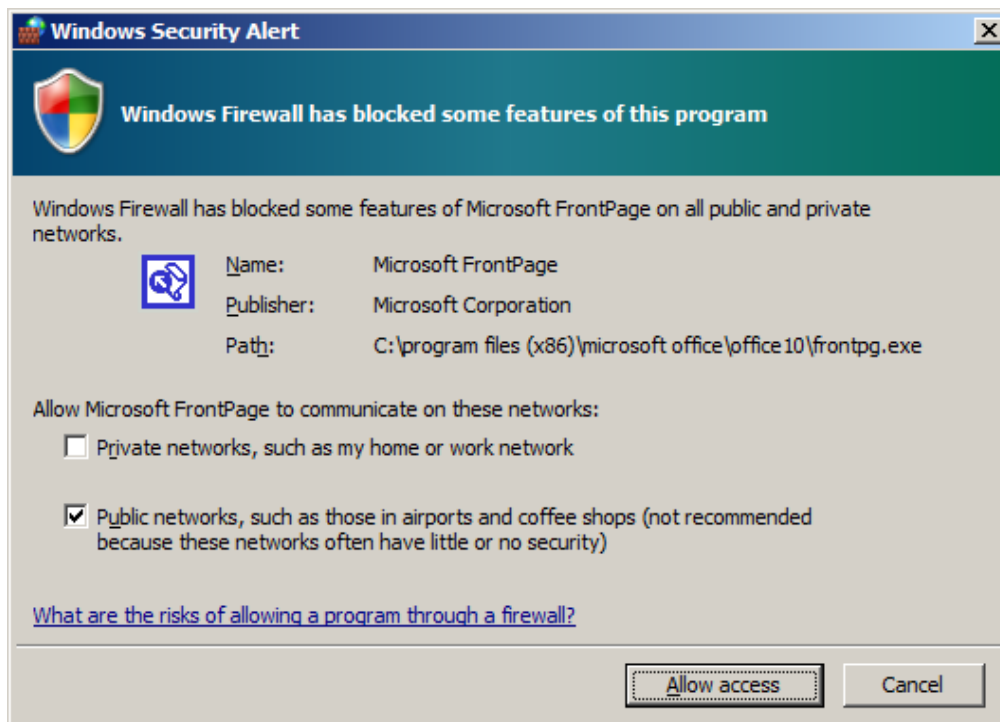 Windows Security Alert
Windows Firewall has blocked some features of this program
Windows Firewall has blocked some features of Microsoft FrontPage on all public and private
networks.
Name: Microsoft FrontPage
Publisher: Microsoft Corporation
Path: C:\program files (x86)\microsoft office\office10\frontpg.exe
Allow Microsoft FrontPage to communicate on these networks:
Private networks, such as my home or work network
Public networks, such as those in airports and coffee shops (not recommended
because these networks often have little or no security)
What are the risks of allowing a program through a firewall?
Allow access Cancel